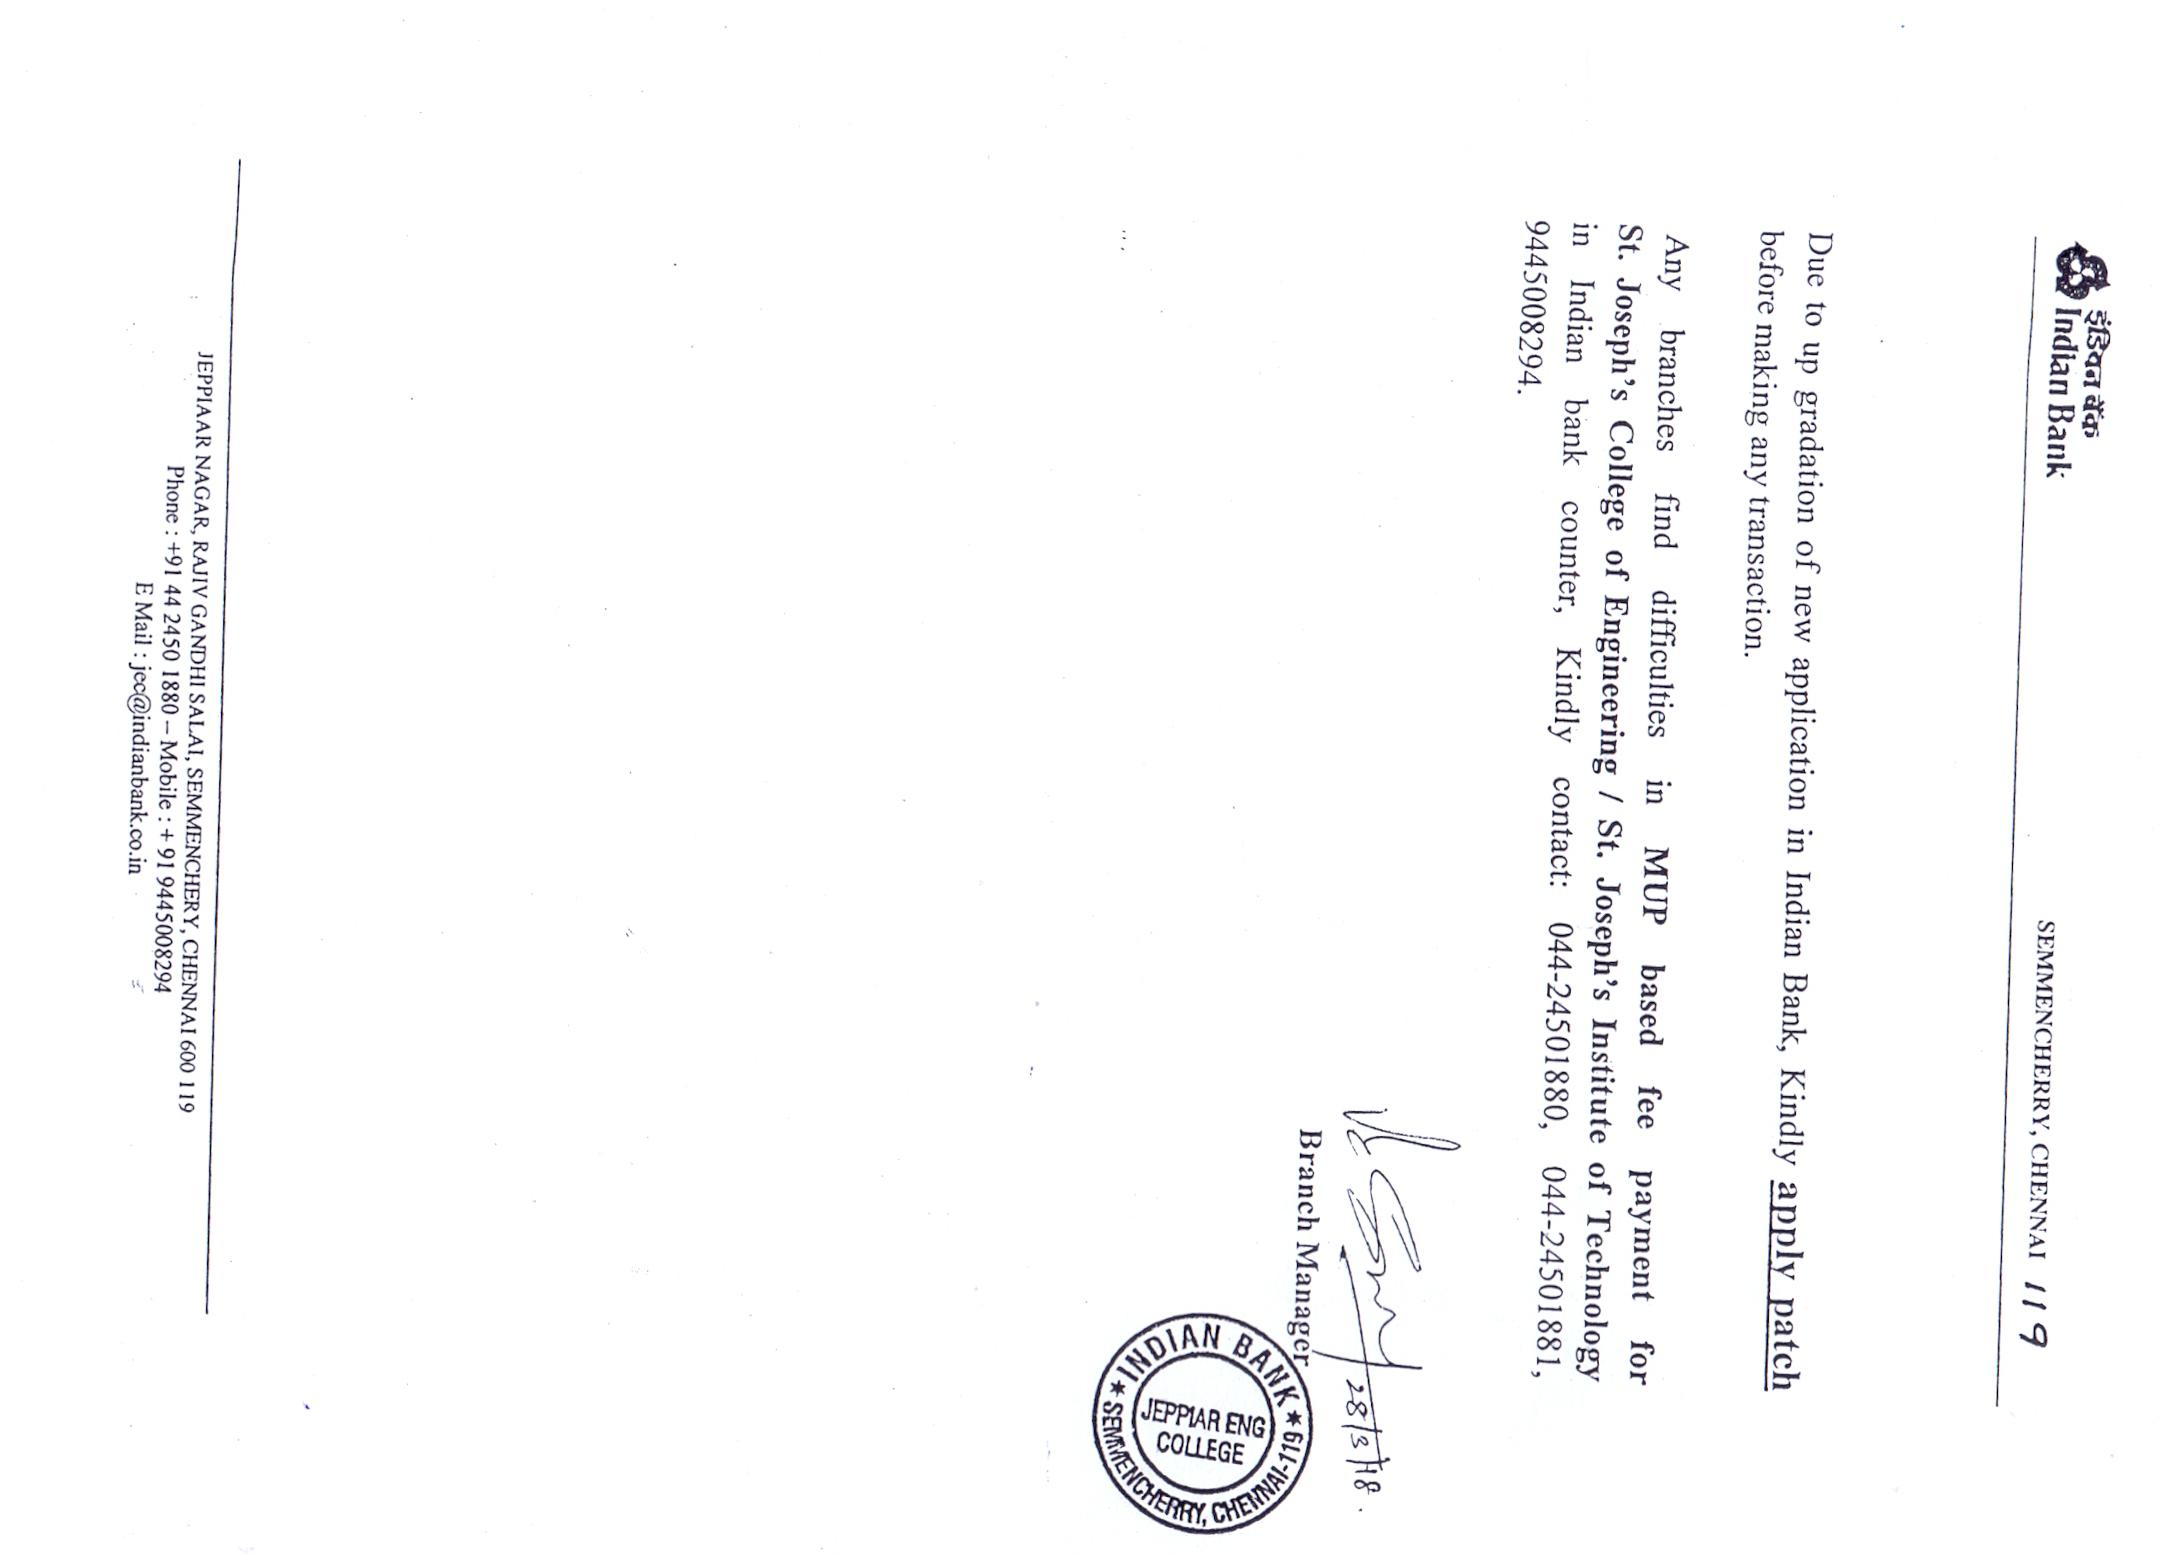 इंडियन बैंक
Indian Bank
SEMMENCHERRY, CHENNAI 119
Due to up gradation of new application in Indian Bank, Kindly apply patch
before making any transaction.
Any branches find difficulties in MUP based fee payment for
St. Joseph's College of Engineering / St. Joseph's Institute of Technology
in Indian bank counter, Kindly contact: 044-24501880, 044-24501881,
9445008294.
28/3/18.
Branch Manager
★ INDIAN BANK ★
SEMMENCHERRY, CHENNAI-119
JEPPIAR ENG
COLLEGE
JEPPIAAR NAGAR, RAJIV GANDHI SALAI, SEMMENCHERY, CHENNAI 600 119
Phone : +91 44 2450 1880 – Mobile : + 91 9445008294
E Mail : jec@indianbank.co.in